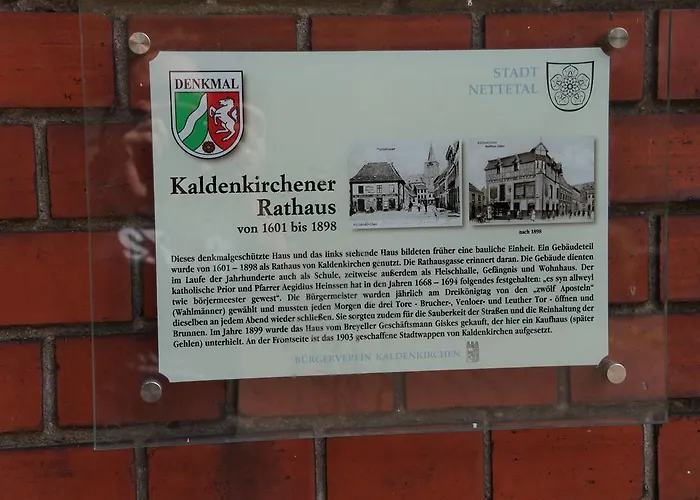 DENKMAL
STADT
NETTETAL
Kaldenkirchener
Rathaus
von 1601 bis 1898
nach 1898
Dieses denkmalgeschützte Haus und das links stehende Haus bildeten früher eine bauliche Einheit. Ein Gebäudeteil
wurde von 1601 – 1898 als Rathaus von Kaldenkirchen genutzt. Die Rathausgasse erinnert daran. Die Gebäude dienten
im Laufe der Jahrhunderte auch als Schule, zeitweise außerdem als Fleischhalle, Gefängnis und Wohnhaus. Der
katholische Prior und Pfarrer Aegidius Heinssen hat in den Jahren 1668 – 1694 folgendes festgehalten: „es syn allweyl
twie börjermeester gewest“. Die Bürgermeister wurden jährlich am Dreikönigtag von den „zwölf Aposteln“
(Wahlmänner) gewählt und mussten jeden Morgen die drei Tore - Brucher-, Venloer- und Leuther Tor - öffnen und
dieselben an jedem Abend wieder schließen. Sie sorgten zudem für die Sauberkeit der Straßen und die Reinhaltung der
Brunnen. Im Jahre 1899 wurde das Haus vom Breyeller Geschäftsmann Giskes gekauft, der hier ein Kaufhaus (später
Gehlen) unterhielt. An der Frontseite ist das 1903 geschaffene Stadtwappen von Kaldenkirchen aufgesetzt.
BÜRGERVEREIN KALDENKIRCHEN